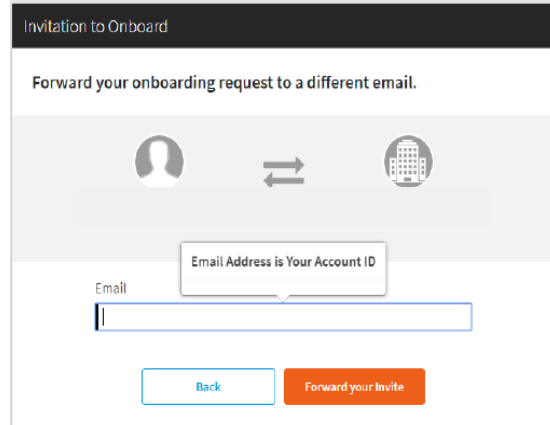 Invitation to Onboard
Forward your onboarding request to a different email.
Email Address is Your Account ID
Email
Back
Forward your Invite